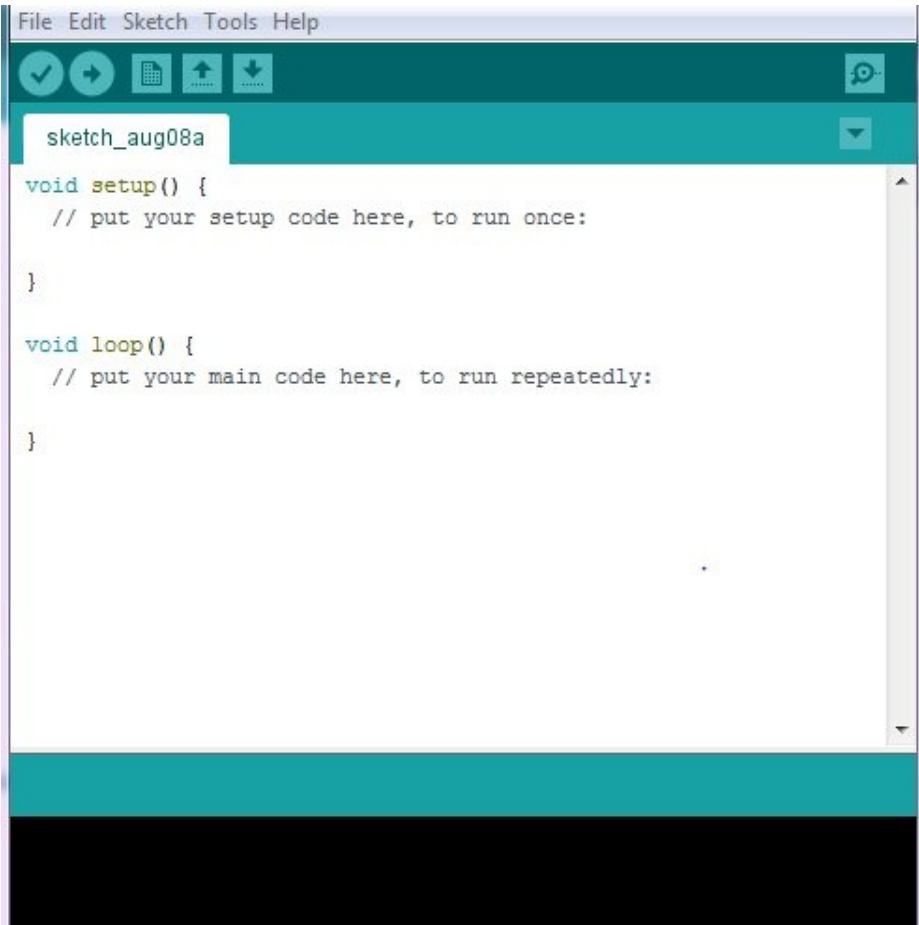 File Edit Sketch Tools Help
sketch_aug08a
void setup() {
  // put your setup code here, to run once:
}
void loop() {
  // put your main code here, to run repeatedly:
}